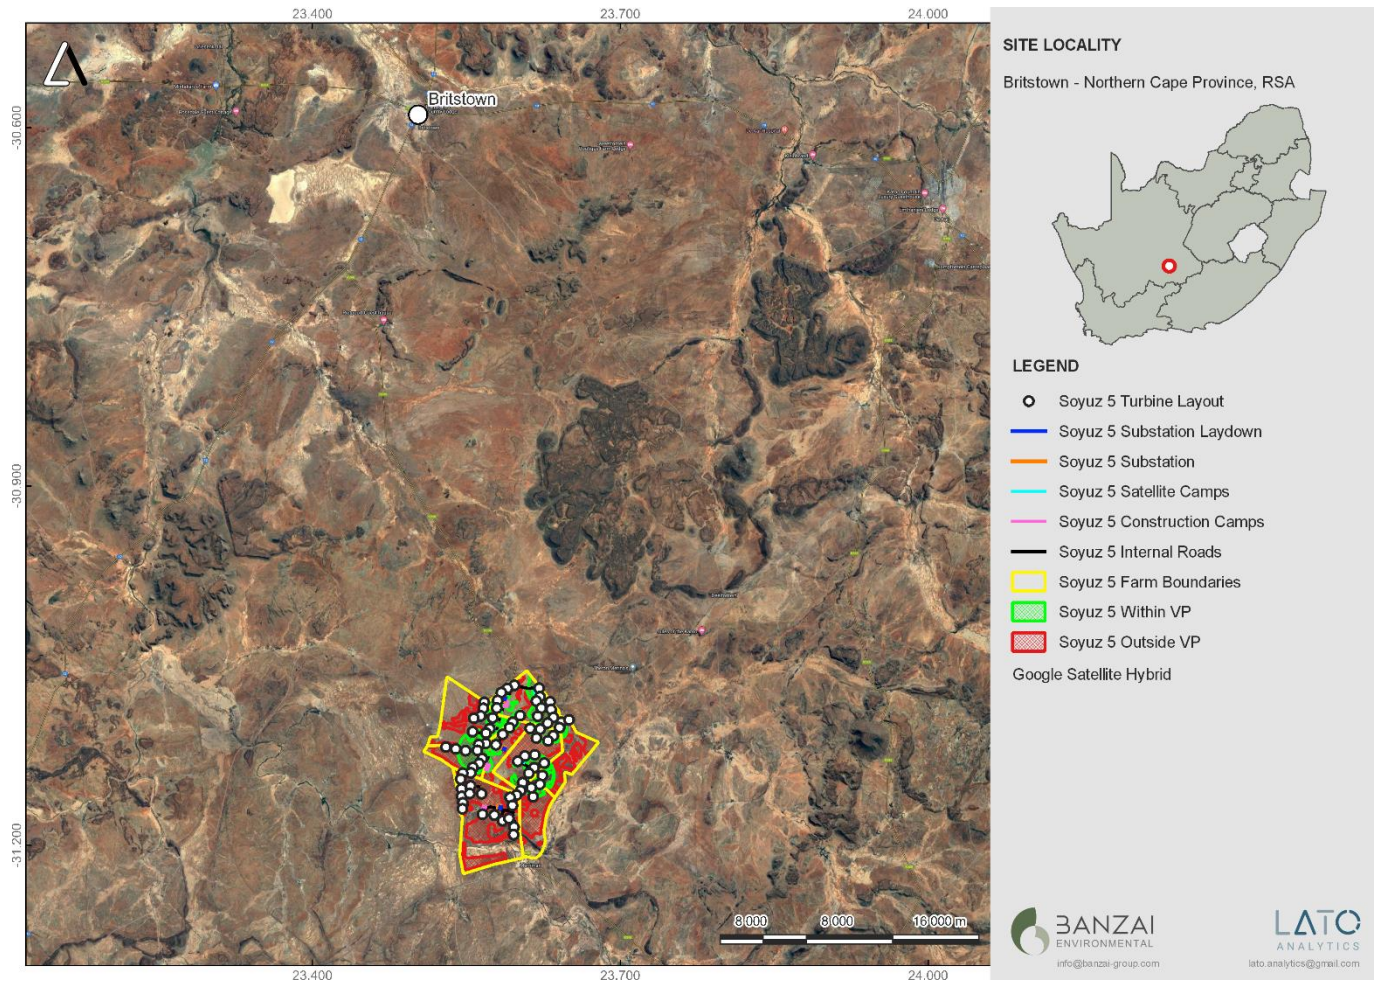 23.400
23.700
24.000
-30.600
Britstown
-30.900
-31.200
8 000
8 000
16 000 m
23.400
23.700
24.000
SITE LOCALITY
Britstown - Northern Cape Province, RSA
LEGEND
Soyuz 5 Turbine Layout
Soyuz 5 Substation Laydown
Soyuz 5 Substation
Soyuz 5 Satellite Camps
Soyuz 5 Construction Camps
Soyuz 5 Internal Roads
Soyuz 5 Farm Boundaries
Soyuz 5 Within VP
Soyuz 5 Outside VP
Google Satellite Hybrid
BANZAI
ENVIRONMENTAL
info@banzai-group.com
LATO
ANALYTICS
lato.analytics@gmail.com